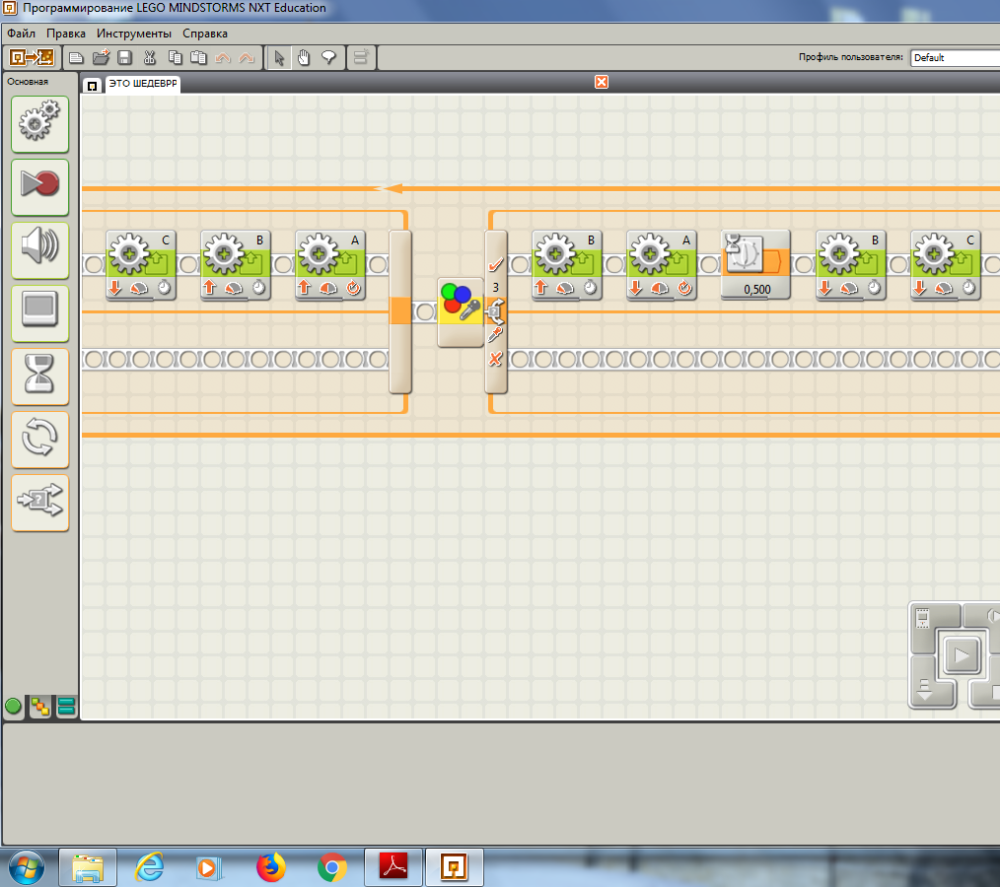 Программирование LEGO MINDSTORMS NXT Education
Файл Правка Инструменты Справка
Профиль пользователя: Default
Основная
ЭТО ШЕДЕВРР
C B A B A B C
3
0,500